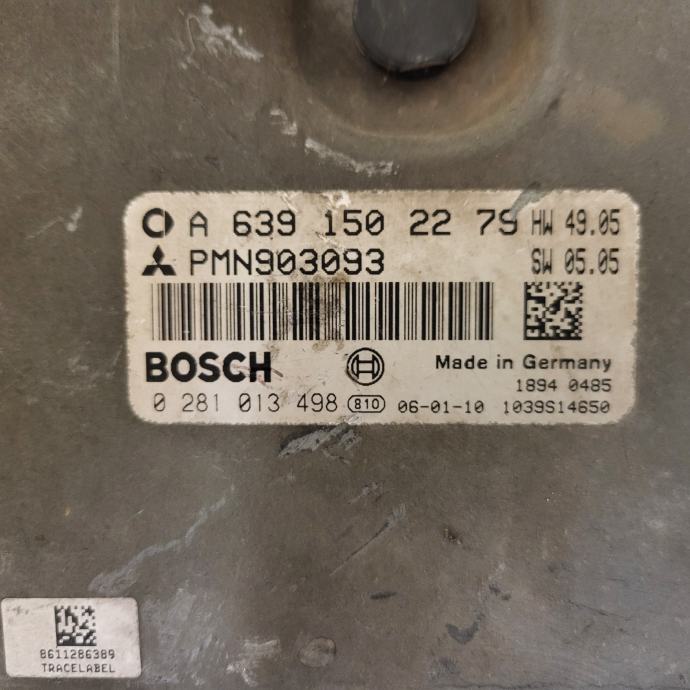 A 639 150 22 79 HW 49.05
PMN903093 SW 05.05
BOSCH Made in Germany
1894 0485
0 281 013 498 810 06-01-10 1039S14650
8611286389
TRACELABEL